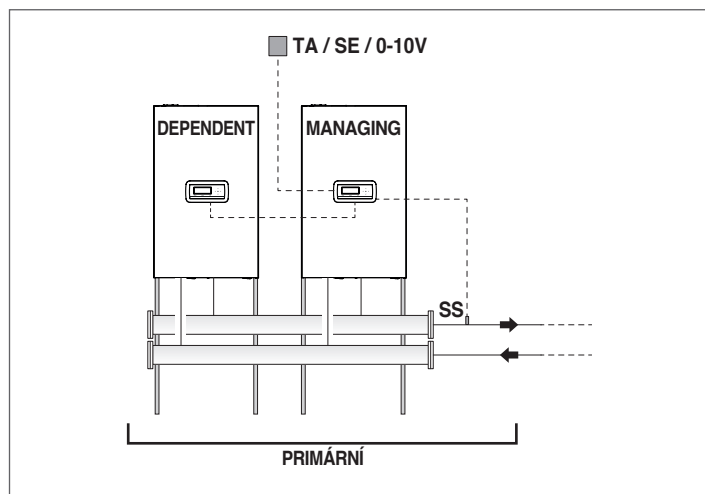 TA / SE / 0-10V
DEPENDENT
MANAGING
SS
PRIMÁRNÍ